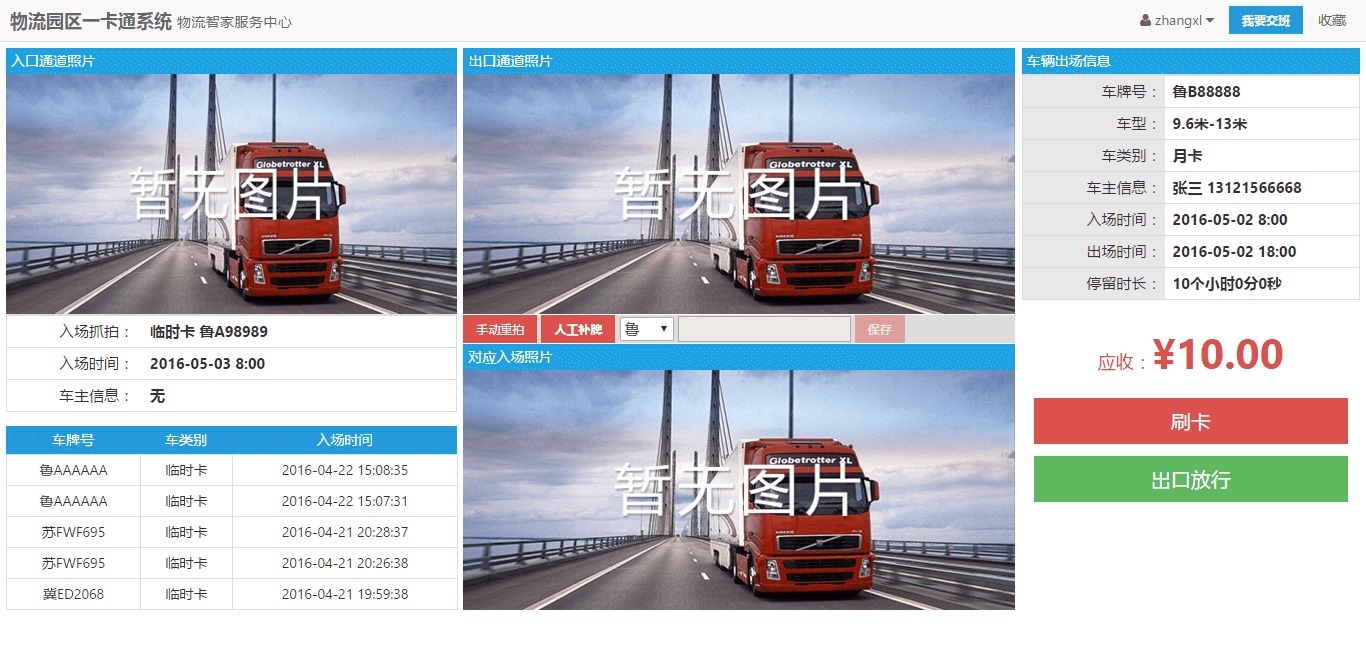 物流园区一卡通系统 物流智家服务中心
zhangxl
我要交班
收藏
入口通道照片
Globetrotter XL
暂无图片
入场抓拍： 临时卡 鲁A98989
入场时间： 2016-05-03 8:00
车主信息： 无
车牌号 车类别 入场时间
鲁AAAAAA 临时卡 2016-04-22 15:08:35
鲁AAAAAA 临时卡 2016-04-22 15:07:31
苏FWF695 临时卡 2016-04-21 20:28:37
苏FWF695 临时卡 2016-04-21 20:26:38
冀ED2068 临时卡 2016-04-21 19:59:38
出口通道照片
Globetrotter XL
暂无图片
手动重拍 人工补牌 鲁 保存
对应入场照片
Globetrotter XL
暂无图片
车辆出场信息
车牌号： 鲁B88888
车型： 9.6米-13米
车类别： 月卡
车主信息： 张三 13121566668
入场时间： 2016-05-02 8:00
出场时间： 2016-05-02 18:00
停留时长： 10个小时0分0秒
应收：¥10.00
刷卡
出口放行